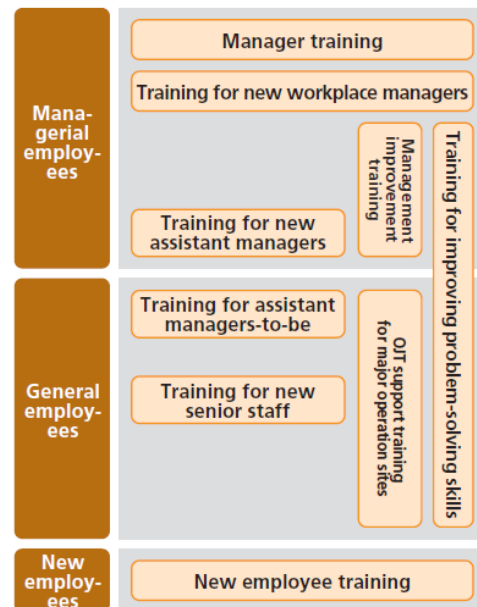 Mana-
gerial
employ-
ees
Manager training
Training for new workplace managers
Management
improvement
training
Training for improving problem-solving skills
Training for new
assistant managers
General
employ-
ees
Training for assistant
managers-to-be
Training for new
senior staff
OJT support training
for major operation sites
New
employ-
ees
New employee training